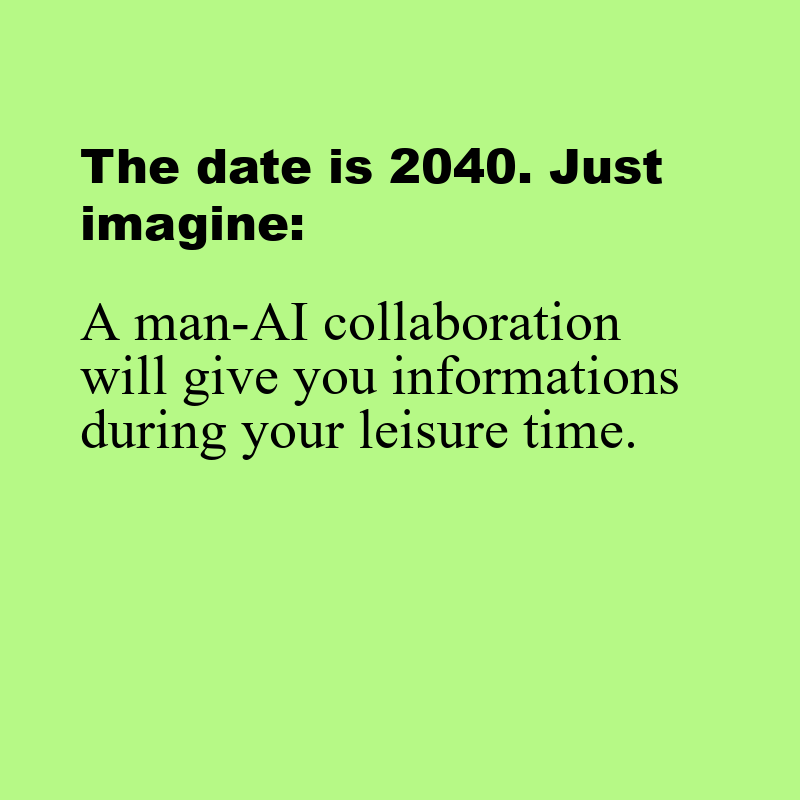 The date is 2040. Just
imagine:
A man-AI collaboration
will give you informations
during your leisure time.